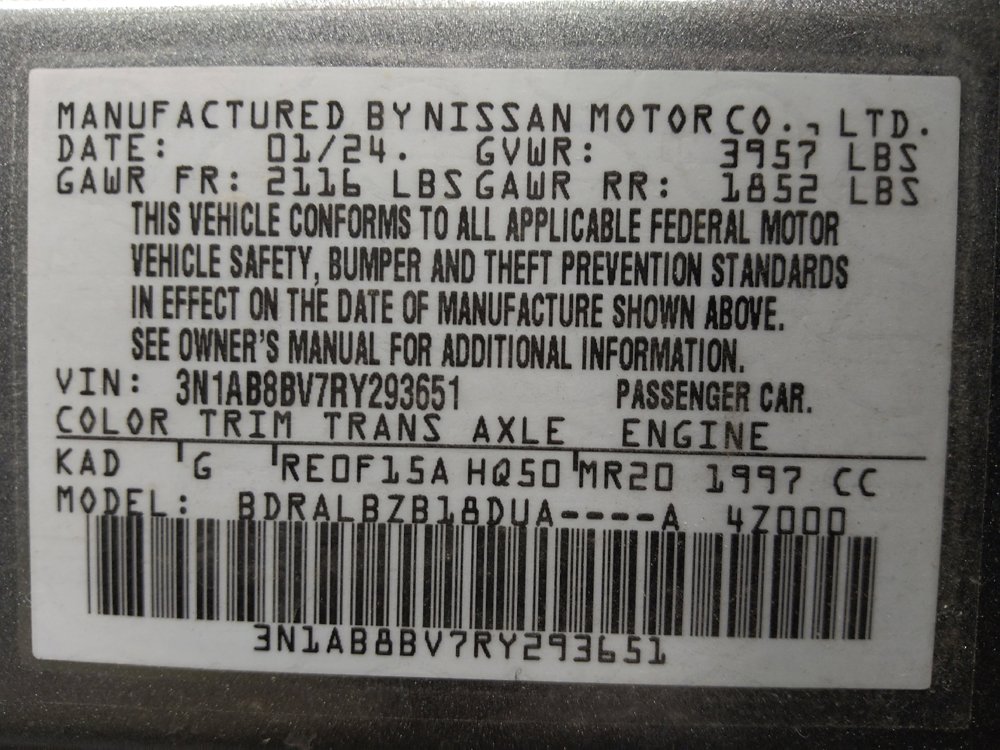 MANUFACTURED BY NISSAN MOTOR CO., LTD.
DATE: 01/24. GVWR: 3957 LBS
GAWR FR: 2116 LBS GAWR RR: 1852 LBS
THIS VEHICLE CONFORMS TO ALL APPLICABLE FEDERAL MOTOR
VEHICLE SAFETY, BUMPER AND THEFT PREVENTION STANDARDS
IN EFFECT ON THE DATE OF MANUFACTURE SHOWN ABOVE.
SEE OWNER'S MANUAL FOR ADDITIONAL INFORMATION.
VIN: 3N1AB8BV7RY293651 PASSENGER CAR.
COLOR TRIM TRANS AXLE ENGINE
KAD G RE0F15A HQ50 MR20 1997 CC
MODEL: BDRALBZB18DUA----A 4Z000
3N1AB8BV7RY293651